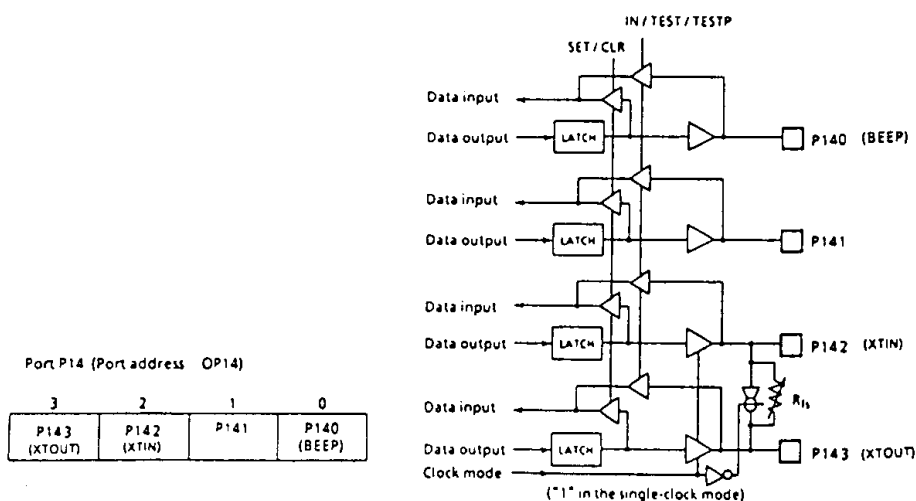 IN / TEST / TESTP
SET / CLR
Data input
Data output
LATCH
P140 (BEEP)
Data input
Data output
LATCH
P141
Data input
Data output
LATCH
P142 (XTIN)
Rfs
Data input
Data output
LATCH
P143 (XTOUT)
Clock mode
("1" in the single-clock mode)
Port P14 (Port address OP14)
3 2 1 0
P143 (XTOUT)
P142 (XTIN)
P141
P140 (BEEP)